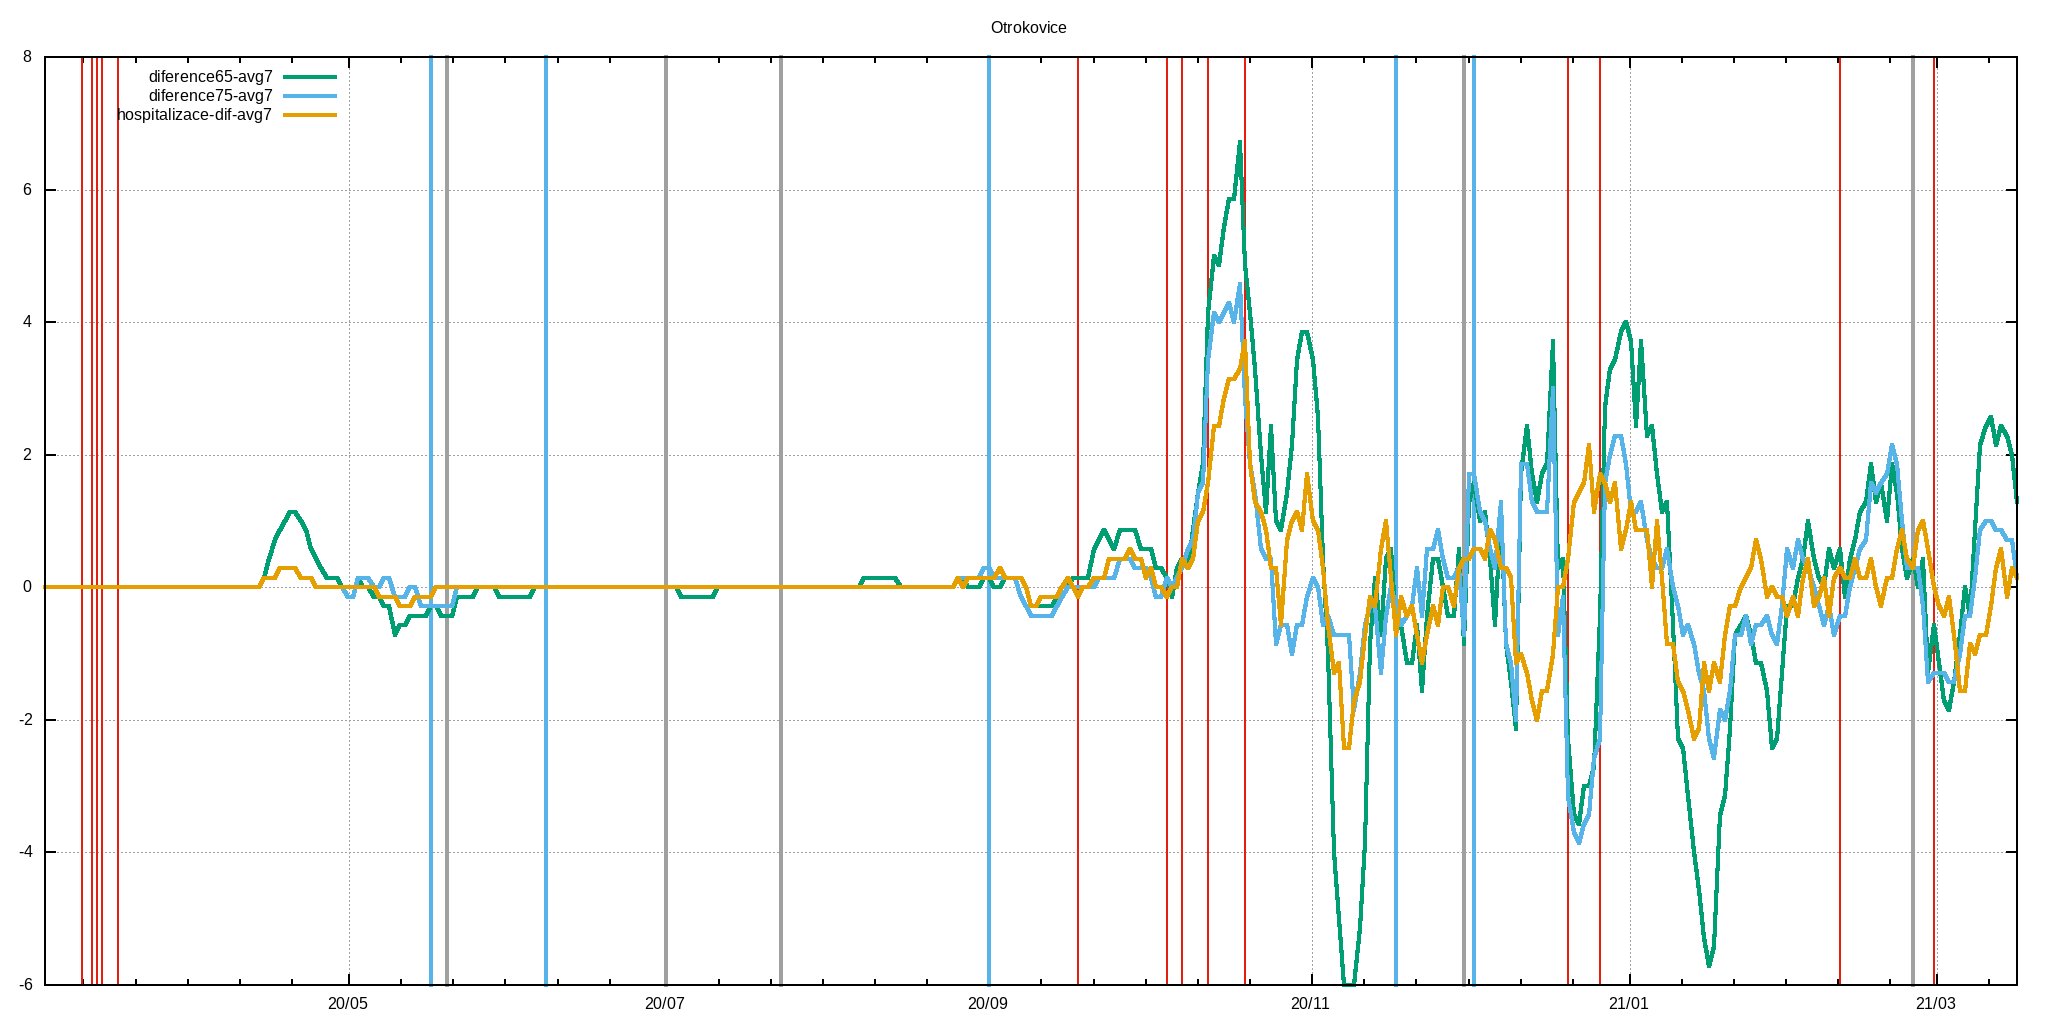 Otrokovice
diference65-avg7
diference75-avg7
hospitalizace-dif-avg7
8
6
4
2
0
-2
-4
-6
20/05 20/07 20/09 20/11 21/01 21/03